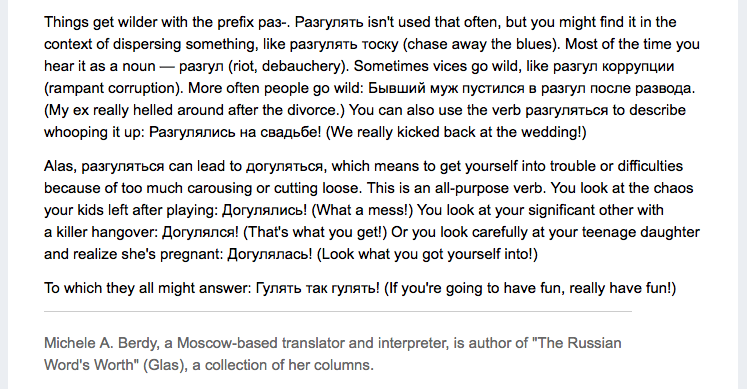 Things get wilder with the prefix раз-. Разгулять isn't used that often, but you might find it in the
context of dispersing something, like разгулять тоску (chase away the blues). Most of the time you
hear it as a noun — разгул (riot, debauchery). Sometimes vices go wild, like разгул коррупции
(rampant corruption). More often people go wild: Бывший муж пустился в разгул после развода.
(My ex really helled around after the divorce.) You can also use the verb разгуляться to describe
whooping it up: Разгулялись на свадьбе! (We really kicked back at the wedding!)
Alas, разгуляться can lead to догуляться, which means to get yourself into trouble or difficulties
because of too much carousing or cutting loose. This is an all-purpose verb. You look at the chaos
your kids left after playing: Догулялись! (What a mess!) You look at your significant other with
a killer hangover: Догулялся! (That's what you get!) Or you look carefully at your teenage daughter
and realize she's pregnant: Догулялась! (Look what you got yourself into!)
To which they all might answer: Гулять так гулять! (If you're going to have fun, really have fun!)
Michele A. Berdy, a Moscow-based translator and interpreter, is author of "The Russian
Word's Worth" (Glas), a collection of her columns.